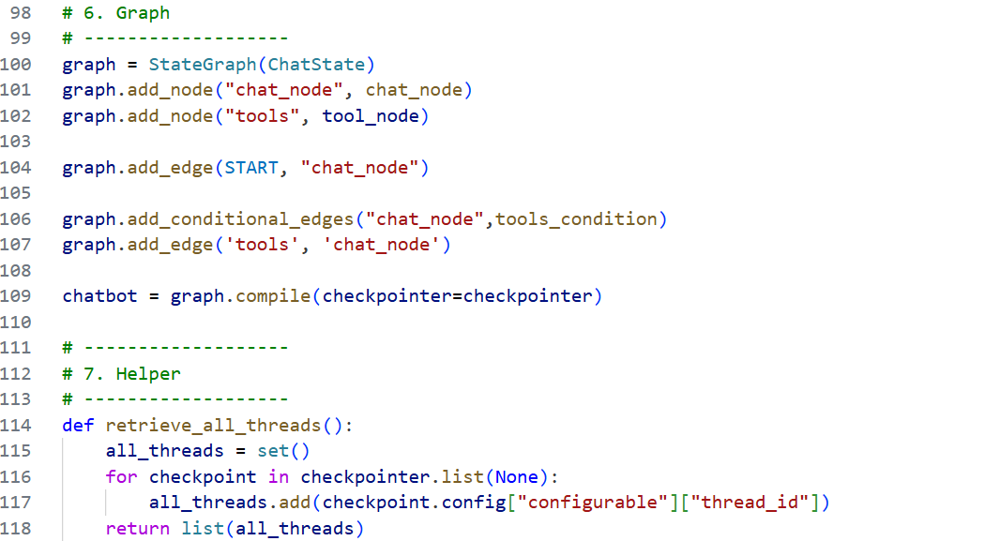 98 # 6. Graph
99 # -------------------
100 graph = StateGraph(ChatState)
101 graph.add_node("chat_node", chat_node)
102 graph.add_node("tools", tool_node)
103
104 graph.add_edge(START, "chat_node")
105
106 graph.add_conditional_edges("chat_node",tools_condition)
107 graph.add_edge('tools', 'chat_node')
108
109 chatbot = graph.compile(checkpointer=checkpointer)
110
111 # -------------------
112 # 7. Helper
113 # -------------------
114 def retrieve_all_threads():
115     all_threads = set()
116     for checkpoint in checkpointer.list(None):
117         all_threads.add(checkpoint.config["configurable"]["thread_id"])
118     return list(all_threads)